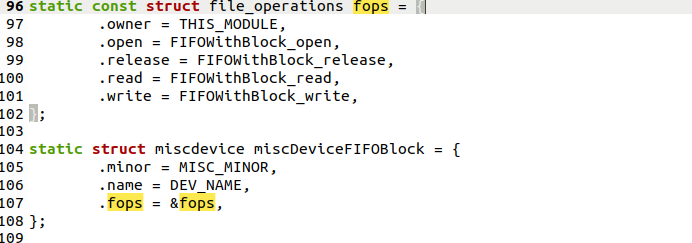 96 static const struct file_operations fops = {
97 .owner = THIS_MODULE,
98 .open = FIFOWithBlock_open,
99 .release = FIFOWithBlock_release,
100 .read = FIFOWithBlock_read,
101 .write = FIFOWithBlock_write,
102 };
103
104 static struct miscdevice miscDeviceFIFOBlock = {
105 .minor = MISC_MINOR,
106 .name = DEV_NAME,
107 .fops = &fops,
108 };
109